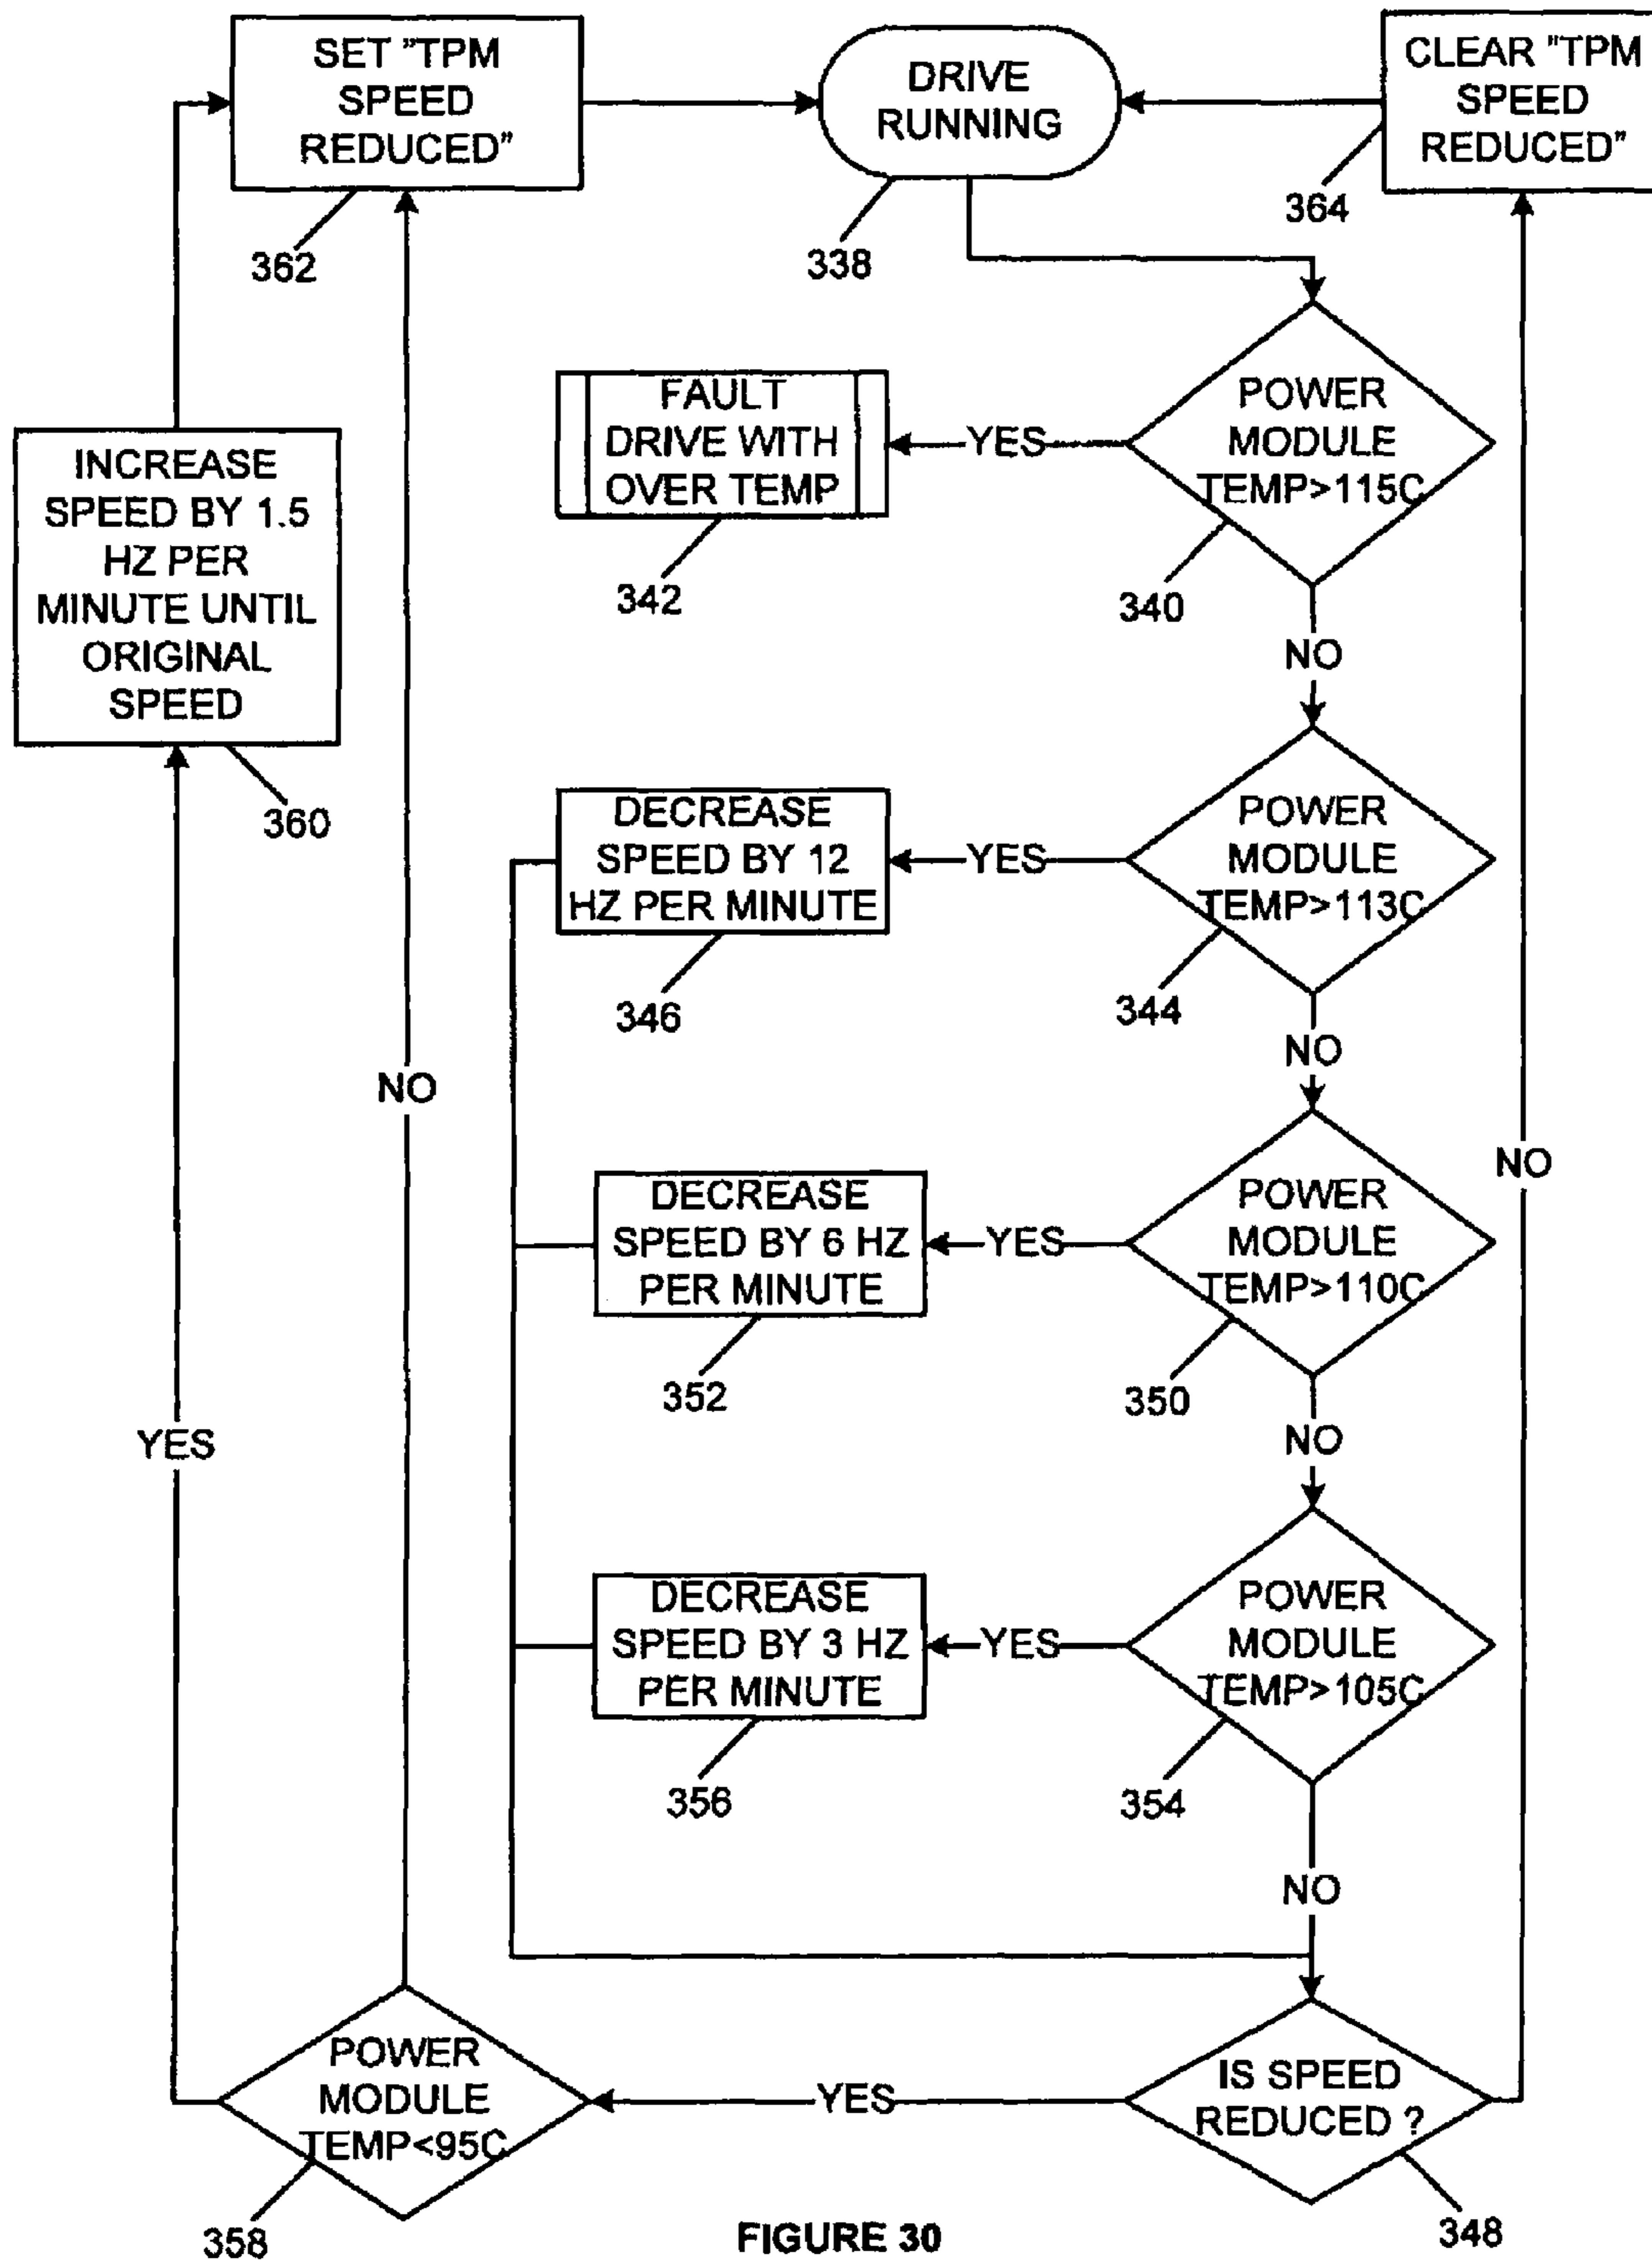 SET "TPM
SPEED
REDUCED"
362
DRIVE
RUNNING
338
CLEAR "TPM
SPEED
REDUCED"
364
POWER
MODULE
TEMP>115C
340
YES
FAULT
DRIVE WITH
OVER TEMP
342
NO
INCREASE
SPEED BY 1.5
HZ PER
MINUTE UNTIL
ORIGINAL
SPEED
360
POWER
MODULE
TEMP>113C
344
YES
DECREASE
SPEED BY 12
HZ PER MINUTE
346
NO
NO
NO
POWER
MODULE
TEMP>110C
350
YES
DECREASE
SPEED BY 6 HZ
PER MINUTE
352
NO
YES
POWER
MODULE
TEMP>105C
354
YES
DECREASE
SPEED BY 3 HZ
PER MINUTE
356
NO
IS SPEED
REDUCED ?
348
YES
POWER
MODULE
TEMP<95C
358
FIGURE 30